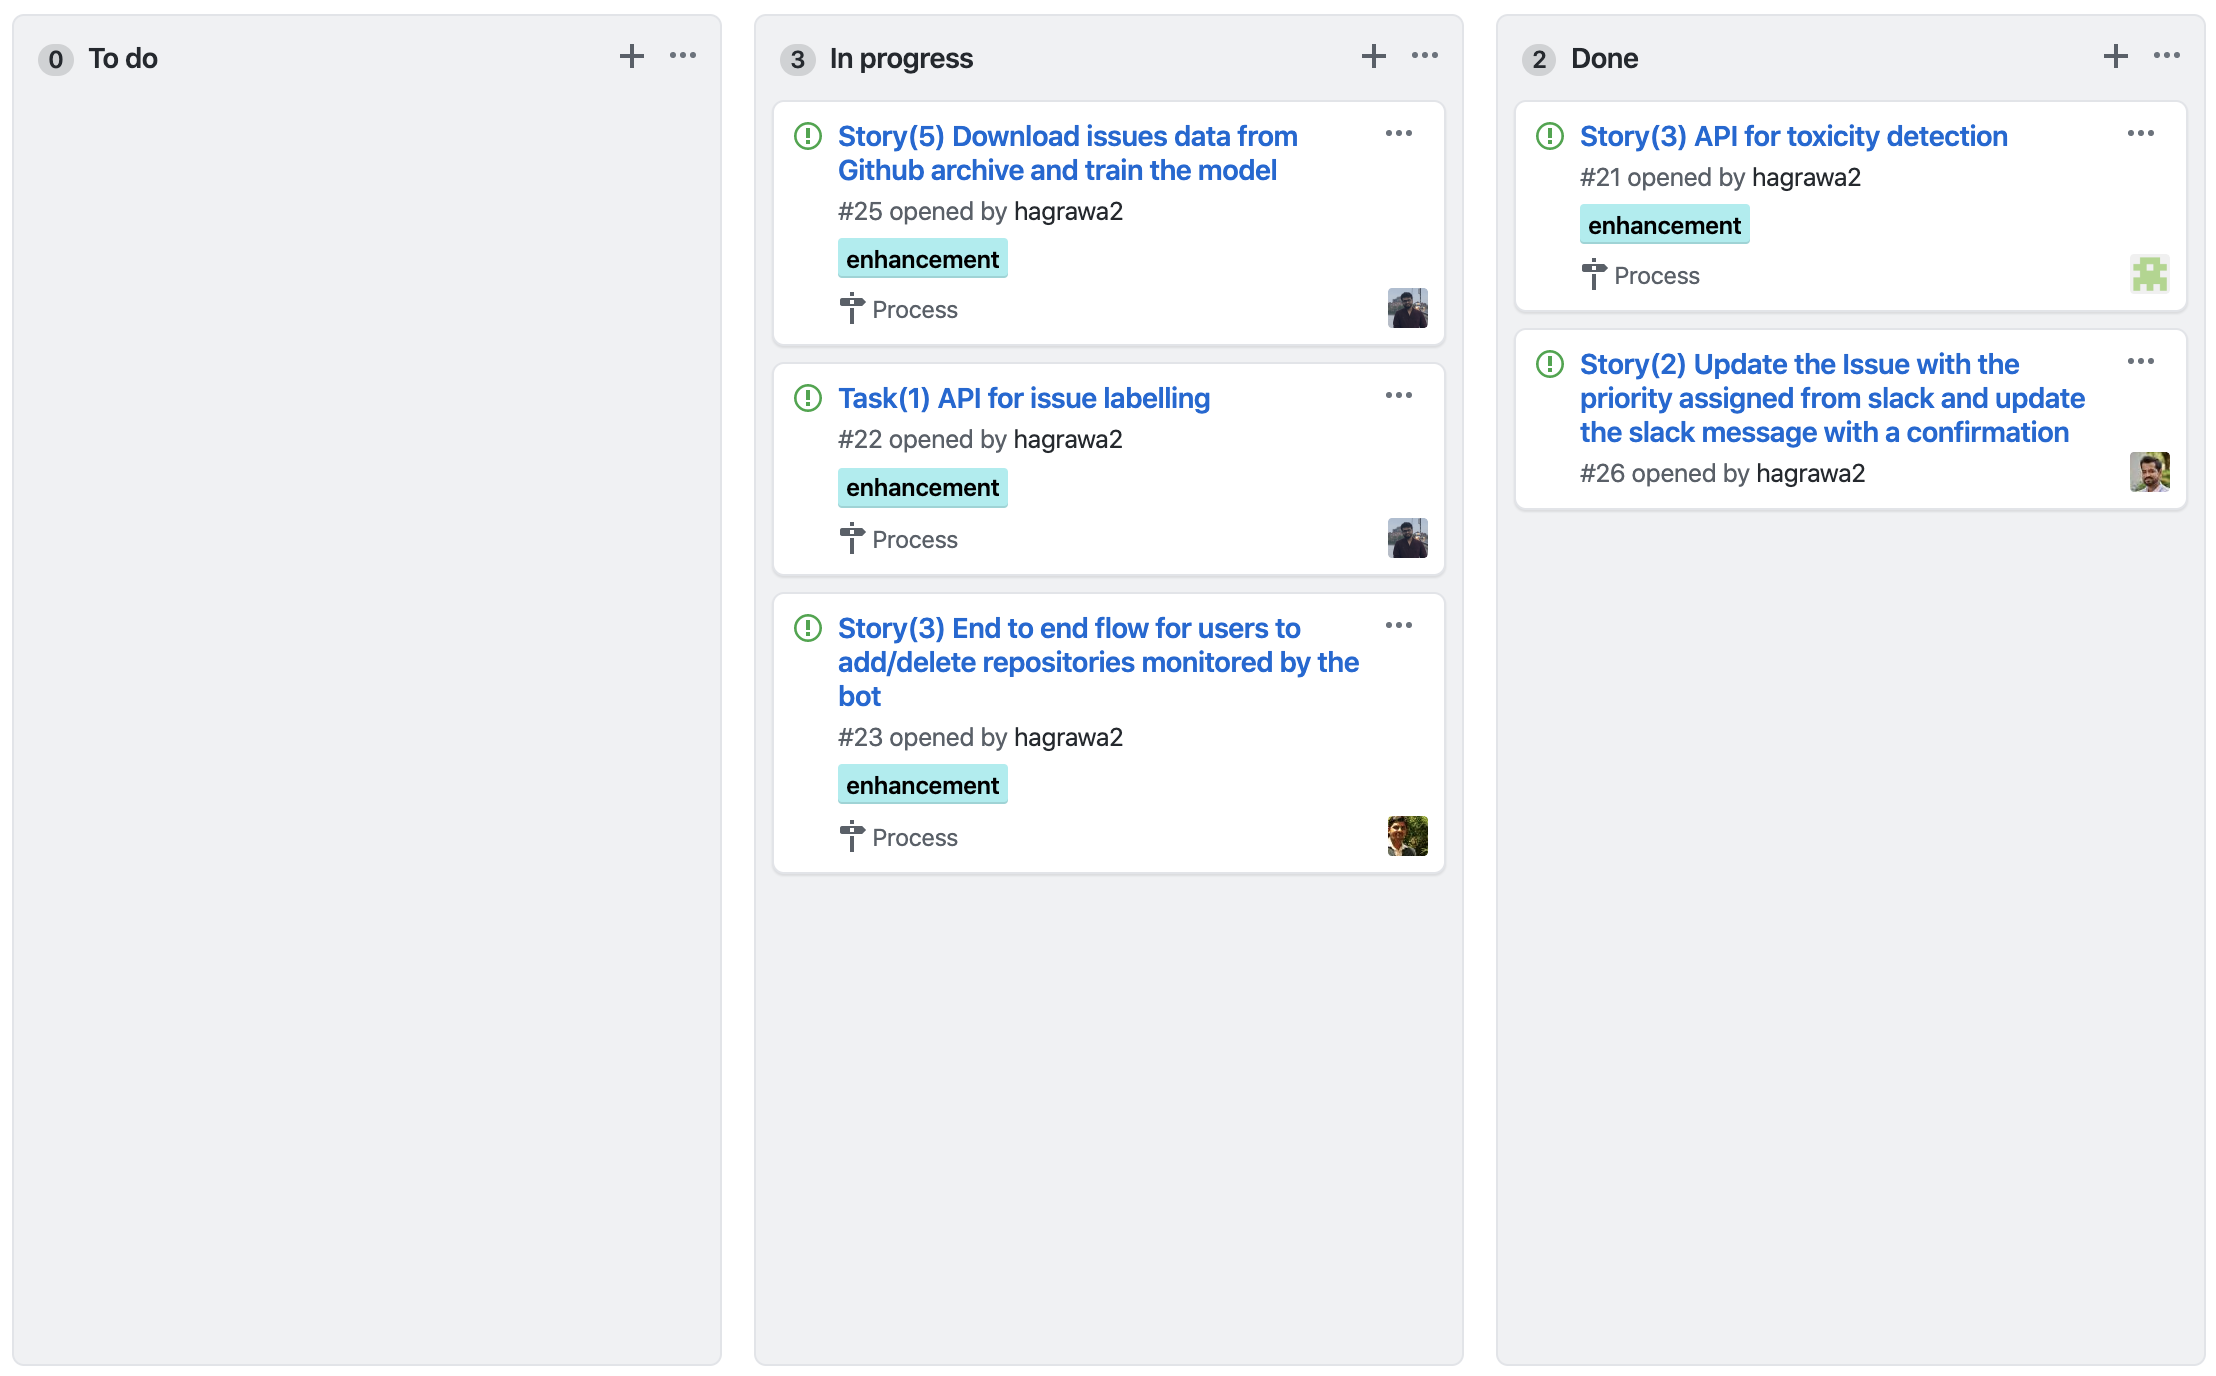 0 To do
3 In progress
Story(5) Download issues data from
Github archive and train the model
#25 opened by hagrawa2
enhancement
Process
Task(1) API for issue labelling
#22 opened by hagrawa2
enhancement
Process
Story(3) End to end flow for users to
add/delete repositories monitored by the
bot
#23 opened by hagrawa2
enhancement
Process
2 Done
Story(3) API for toxicity detection
#21 opened by hagrawa2
enhancement
Process
Story(2) Update the Issue with the
priority assigned from slack and update
the slack message with a confirmation
#26 opened by hagrawa2